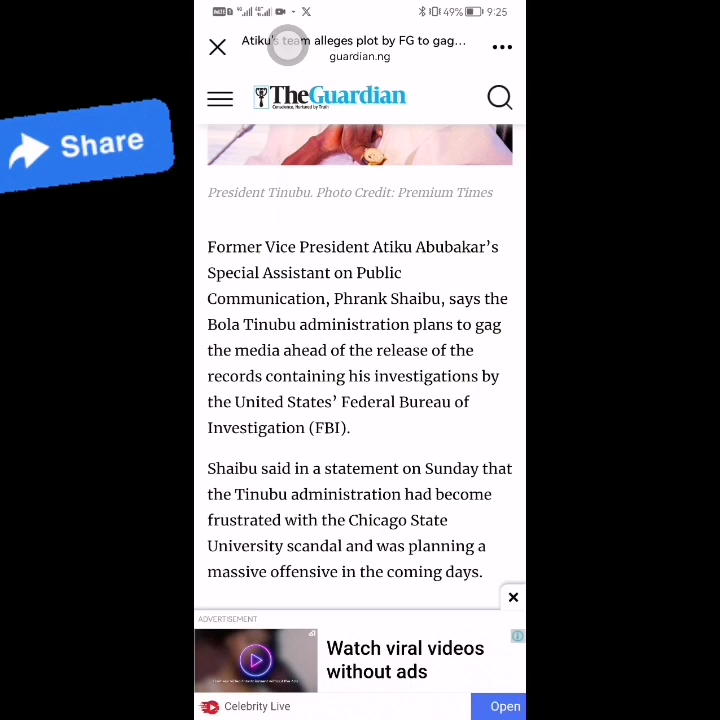 49% 9:25
Atiku's team alleges plot by FG to gag...
guardian.ng
TheGuardian
Conscience, Nurtured by Truth
Share
President Tinubu. Photo Credit: Premium Times
Former Vice President Atiku Abubakar’s
Special Assistant on Public
Communication, Phrank Shaibu, says the
Bola Tinubu administration plans to gag
the media ahead of the release of the
records containing his investigations by
the United States’ Federal Bureau of
Investigation (FBI).
Shaibu said in a statement on Sunday that
the Tinubu administration had become
frustrated with the Chicago State
University scandal and was planning a
massive offensive in the coming days.
ADVERTISEMENT
Watch viral videos
without ads
Celebrity Live
Open